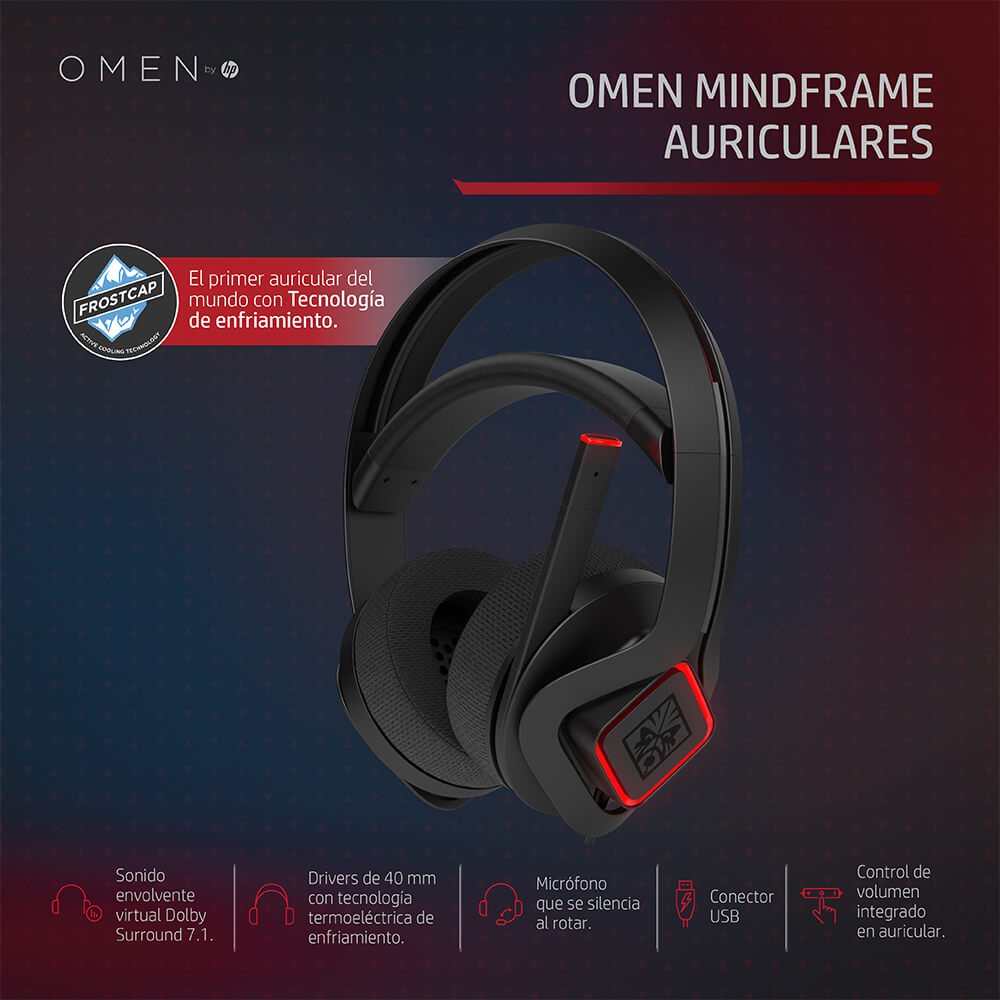 OMEN by hp
OMEN MINDFRAME
AURICULARES
FROSTCAP
ACTIVE COOLING TECHNOLOGY
El primer auricular del
mundo con Tecnología
de enfriamiento.
Sonido
envolvente
virtual Dolby
Surround 7.1.
Drivers de 40 mm
con tecnología
termoeléctrica de
enfriamiento.
Micrófono
que se silencia
al rotar.
Conector
USB
Control de
volumen
integrado
en auricular.